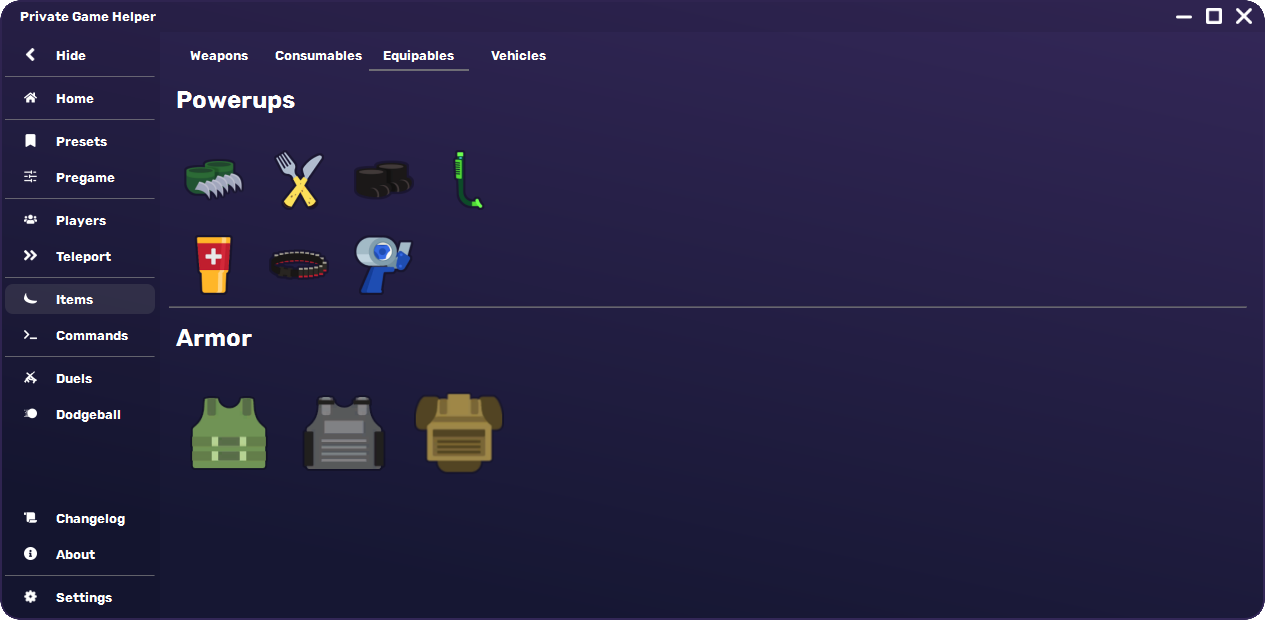 Private Game Helper
Hide
Home
Presets
Pregame
Players
Teleport
Items
Commands
Duels
Dodgeball
Changelog
About
Settings
Weapons Consumables Equipables Vehicles
Powerups
Armor